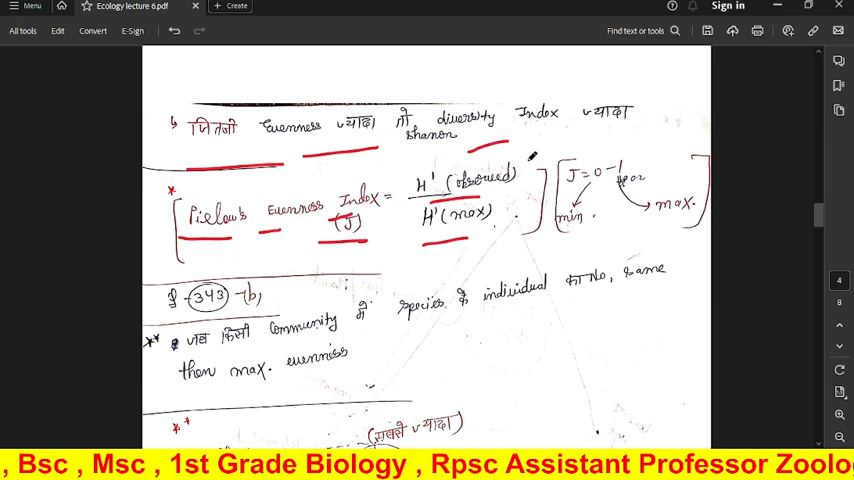 Menu
Ecology lecture 6.pdf
Create
Sign in
All tools Edit Convert E-Sign
Find text or tools
↳ जितनी Evenness ज्यादा तो diversity Index ज्यादा
shanon
* [ Pielou's Evenness Index = H' (observed) ] [ J = 0 - 1
(J) H' (max) min. max. ]
343 - (b)
** जब किसी Community में species के individual का No. same
then max. evenness
**
(सबसे ज्यादा)
4
8
, Bsc , Msc , 1st Grade Biology , Rpsc Assistant Professor Zoolo